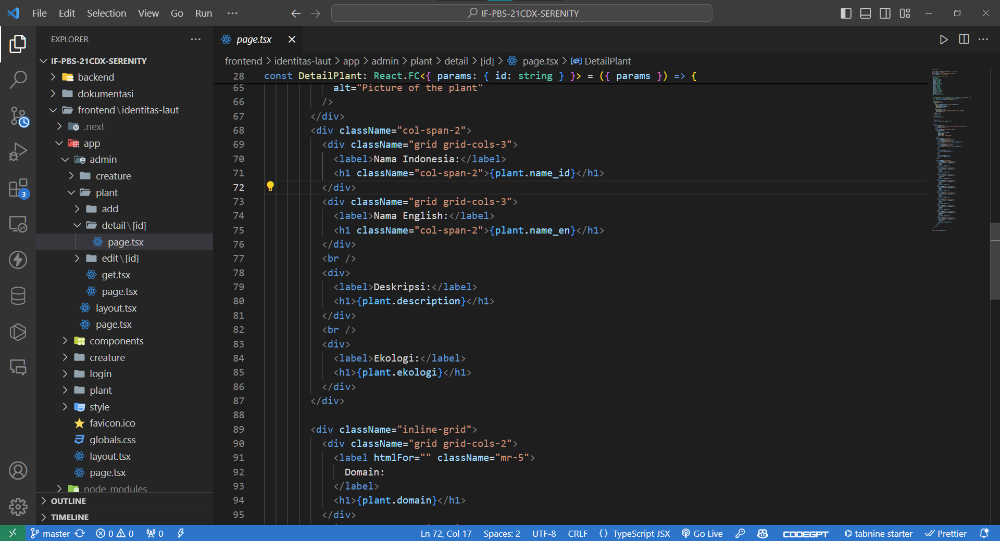 File Edit Selection View Go Run ···
IF-PBS-21CDX-SERENITY
EXPLORER
IF-PBS-21CDX-SERENITY
backend
dokumentasi
frontend\identitas-laut
.next
app
admin
creature
plant
add
detail\[id]
page.tsx
edit\[id]
get.tsx
page.tsx
layout.tsx
page.tsx
components
creature
login
plant
style
favicon.ico
globals.css
layout.tsx
page.tsx
node_modules
OUTLINE
TIMELINE
3
page.tsx
frontend > identitas-laut > app > admin > plant > detail > [id] > page.tsx > DetailPlant
28 const DetailPlant: React.FC<{ params: { id: string } }> = ({ params }) => {
65 alt="Picture of the plant"
66 />
67 </div>
68 <div className="col-span-2">
69 <div className="grid grid-cols-3">
70 <label>Nama Indonesia:</label>
71 <h1 className="col-span-2">{plant.name_id}</h1>
72 </div>
73 <div className="grid grid-cols-3">
74 <label>Nama English:</label>
75 <h1 className="col-span-2">{plant.name_en}</h1>
76 </div>
77 <br />
78 <div>
79 <label>Deskripsi:</label>
80 <h1>{plant.description}</h1>
81 </div>
82 <br />
83 <div>
84 <label>Ekologi:</label>
85 <h1>{plant.ekologi}</h1>
86 </div>
87 </div>
88
89 <div className="inline-grid">
90 <div className="grid grid-cols-2">
91 <label htmlFor="" className="mr-5">
92 Domain:
93 </label>
94 <h1>{plant.domain}</h1>
95 </div>
master 0 0 0 Ln 72, Col 17 Spaces: 2 UTF-8 CRLF {} TypeScript JSX Go Live CODEGPT tabnine starter Prettier